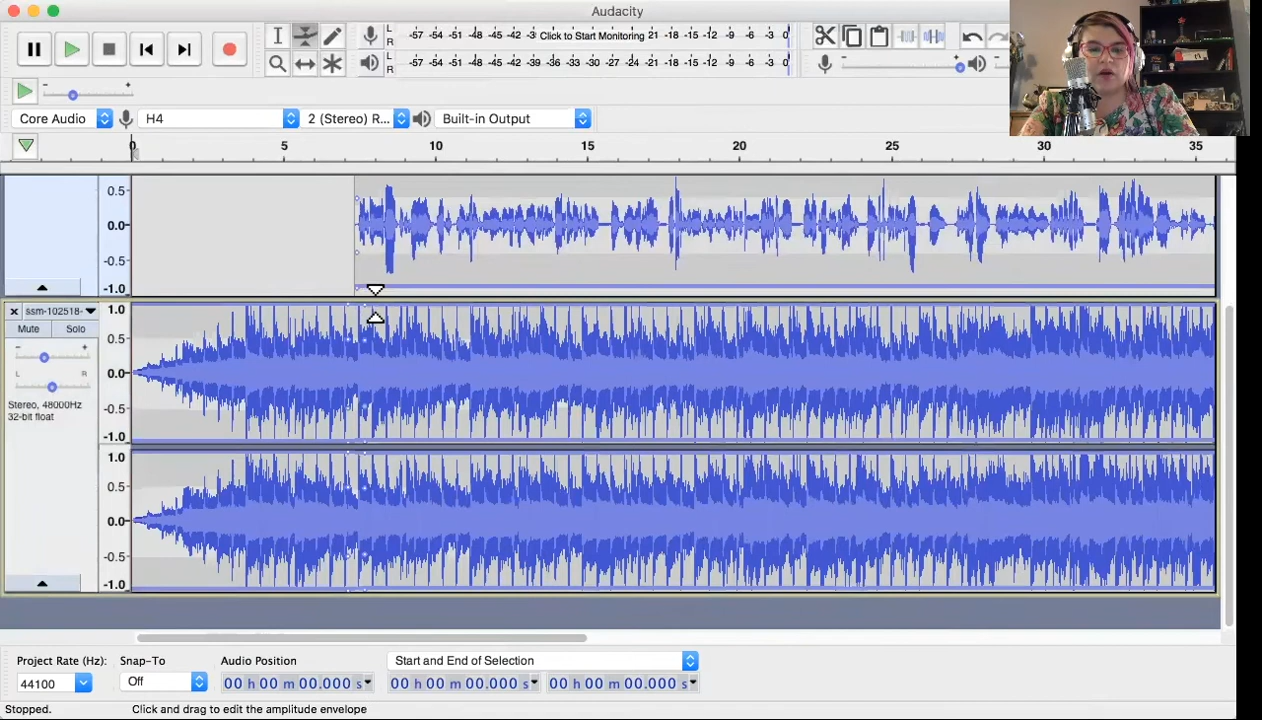 Audacity
L R -57 -54 -51 -48 -45 -42 -3 Click to Start Monitoring 21 -18 -15 -12 -9 -6 -3 0
L R -57 -54 -51 -48 -45 -42 -39 -36 -33 -30 -27 -24 -21 -18 -15 -12 -9 -6 -3 0
- +
Core Audio H4 2 (Stereo) R... Built-in Output
0 5 10 15 20 25 30 35
0.5
0.0
-0.5
-1.0
ssm-102518-
Mute Solo
- +
L R
Stereo, 48000Hz
32-bit float
1.0
0.5
0.0
-0.5
-1.0
1.0
0.5
0.0
-0.5
-1.0
Project Rate (Hz): Snap-To Audio Position Start and End of Selection
44100 Off 00 h 00 m 00.000 s 00 h 00 m 00.000 s 00 h 00 m 00.000 s
Stopped. Click and drag to edit the amplitude envelope